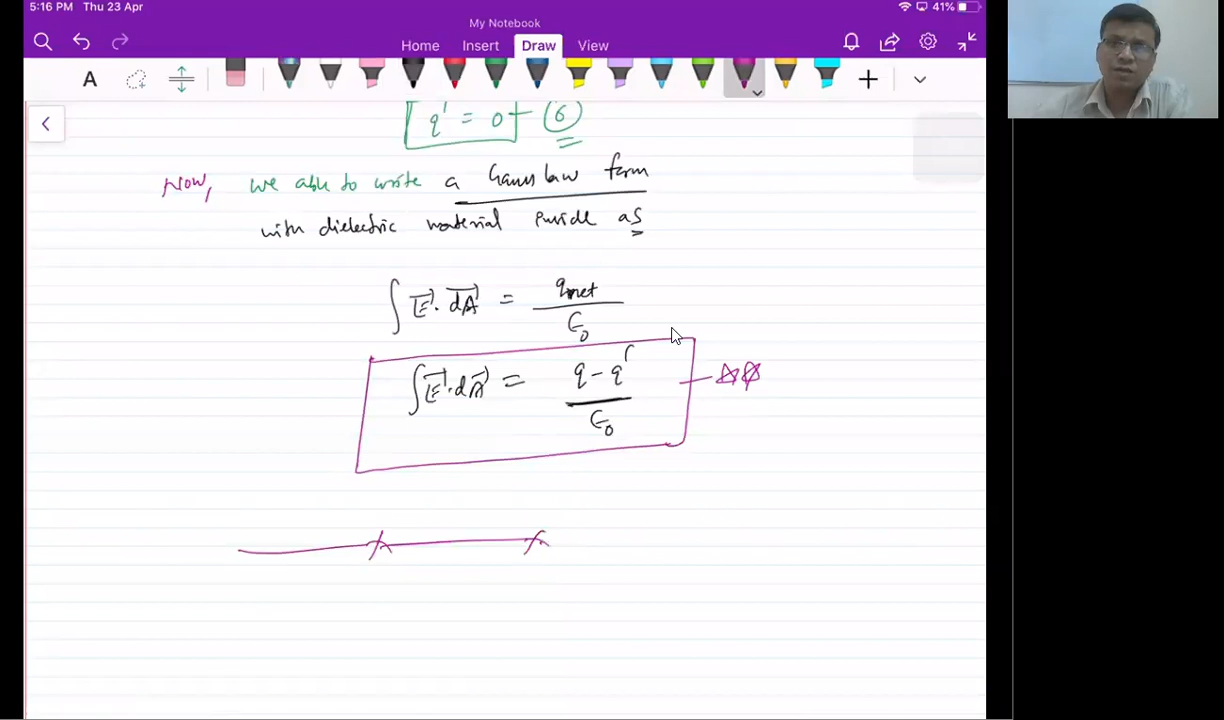 5:16 PM Thu 23 Apr
41%
My Notebook
Home Insert Draw View
A
q' = 0 — (6)
Now, we able to write a Gauss law form
with dielectric material inside as
∫ E⃗ · dA⃗ = qnet / ε0
∫ E⃗ · dA⃗ = q - q' / ε0